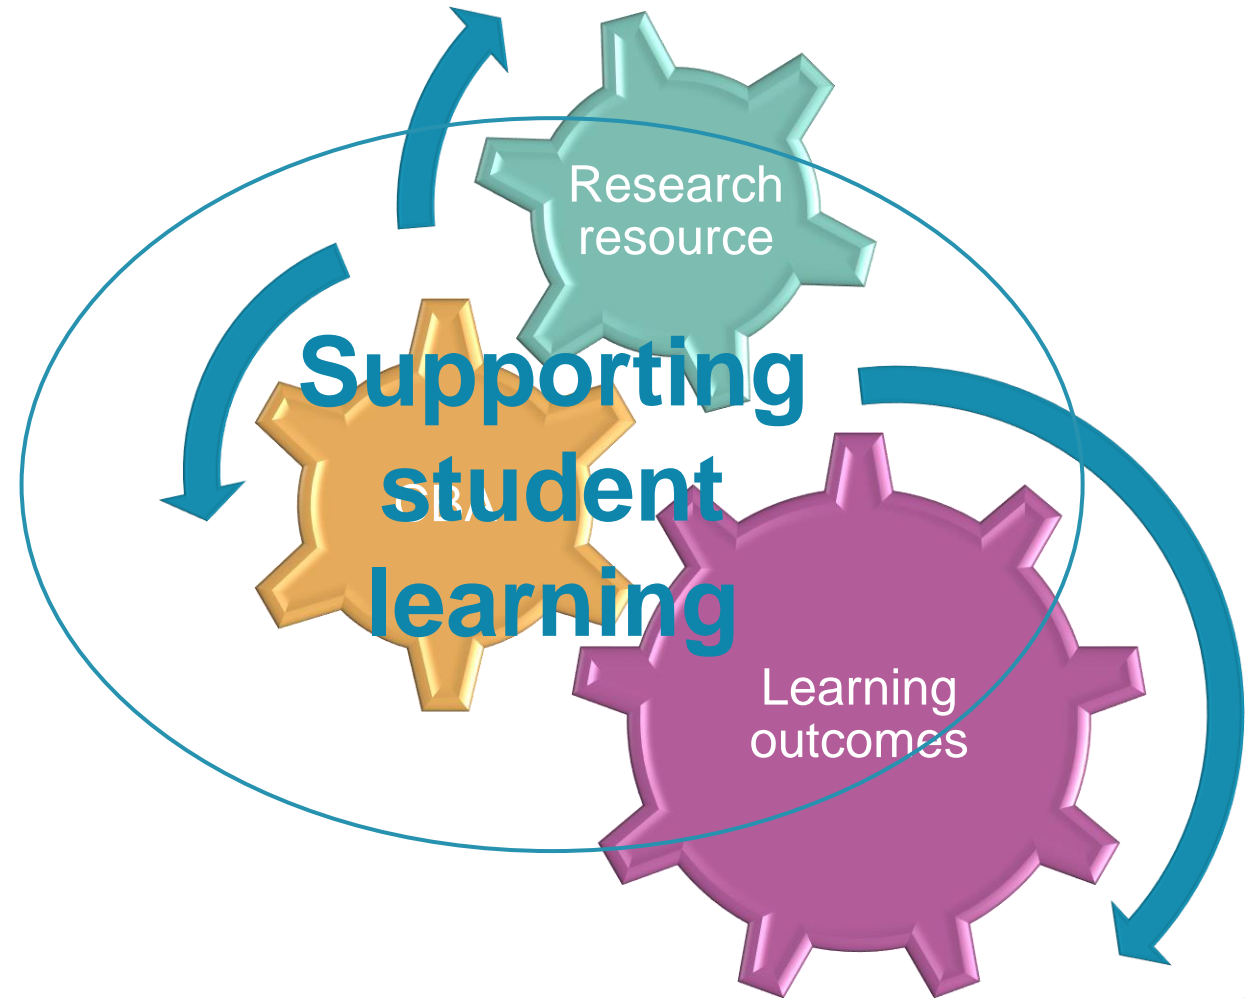 Research
resource
Supporting
student
learning
Learning
outcomes